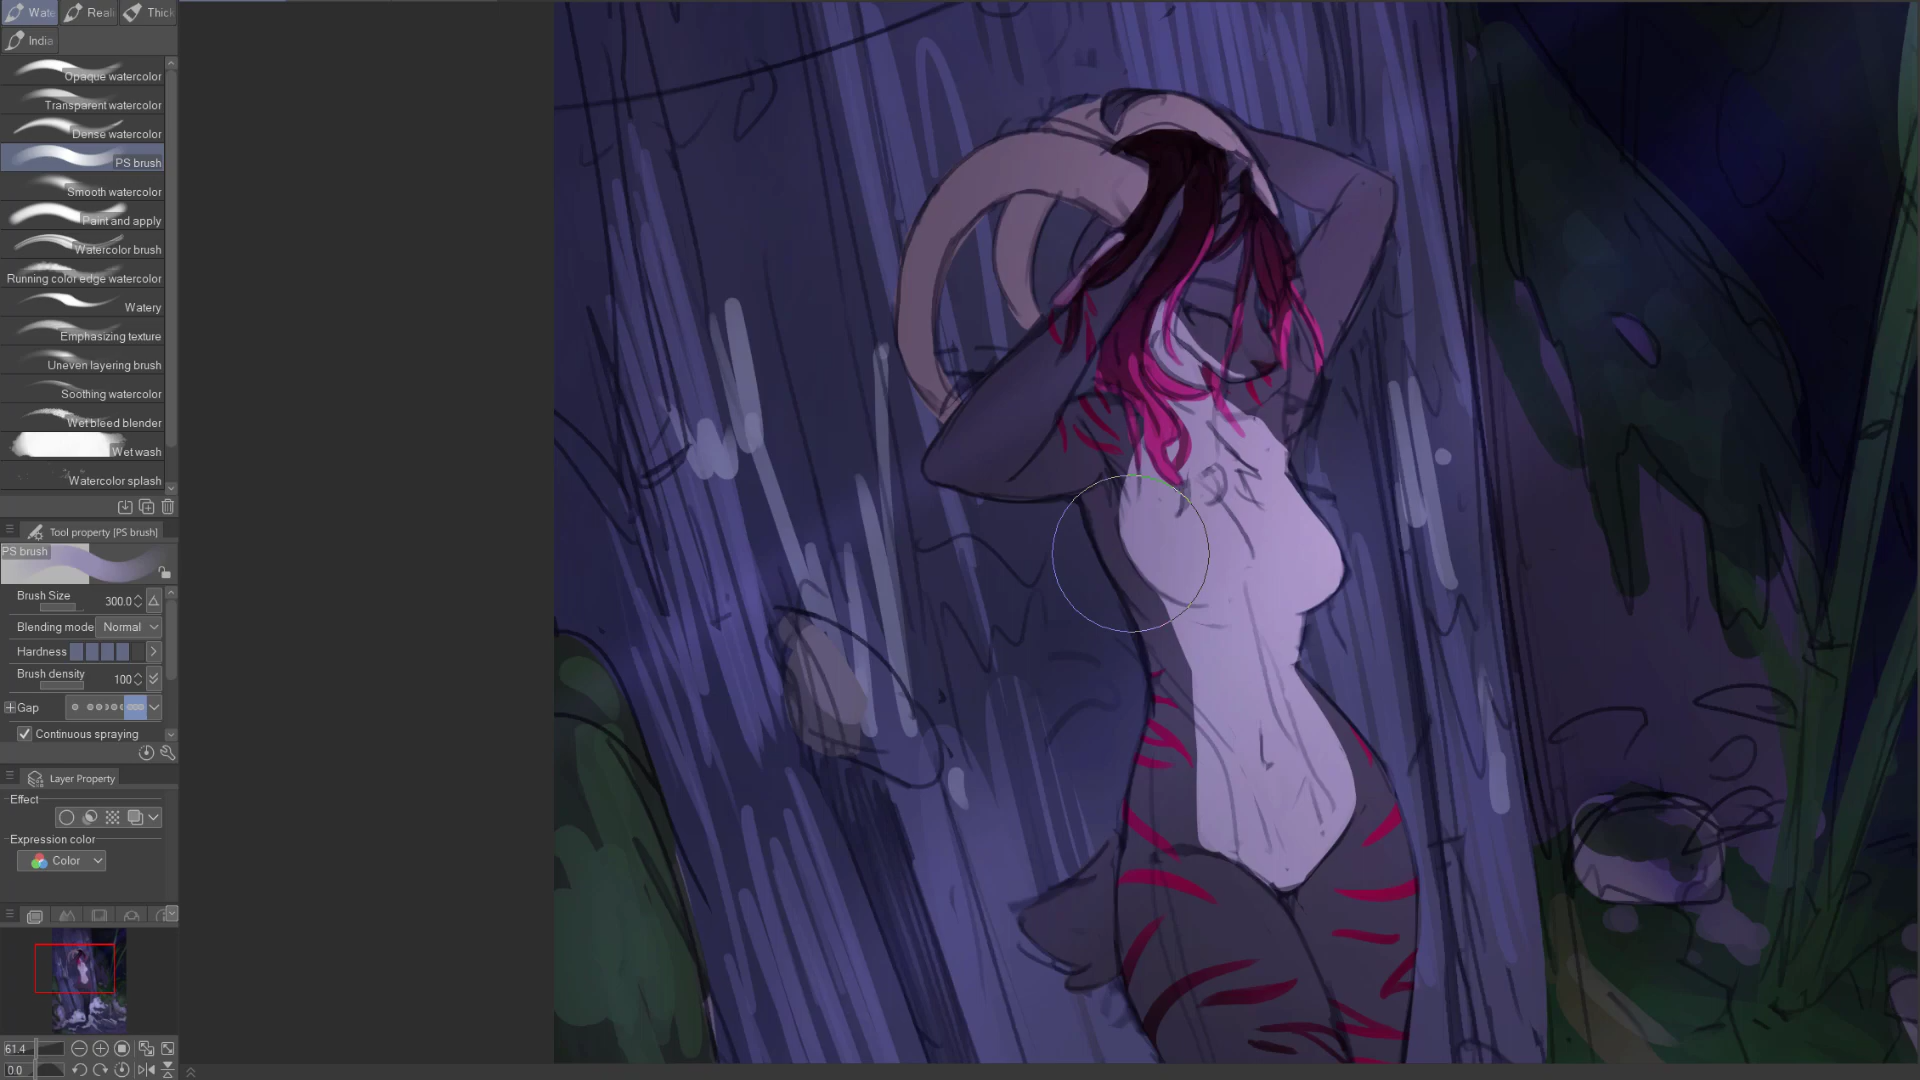 Wate
Reali
Thick
India
Opaque watercolor
Transparent watercolor
Dense watercolor
PS brush
Smooth watercolor
Paint and apply
Watercolor brush
Running color edge watercolor
Watery
Emphasizing texture
Uneven layering brush
Soothing watercolor
Wet bleed blender
Wet wash
Watercolor splash
Tool property [PS brush]
PS brush
Brush Size 300.0
Blending mode Normal
Hardness
Brush density 100
Gap
Continuous spraying
Layer Property
Effect
Expression color
Color
61.4
0.0